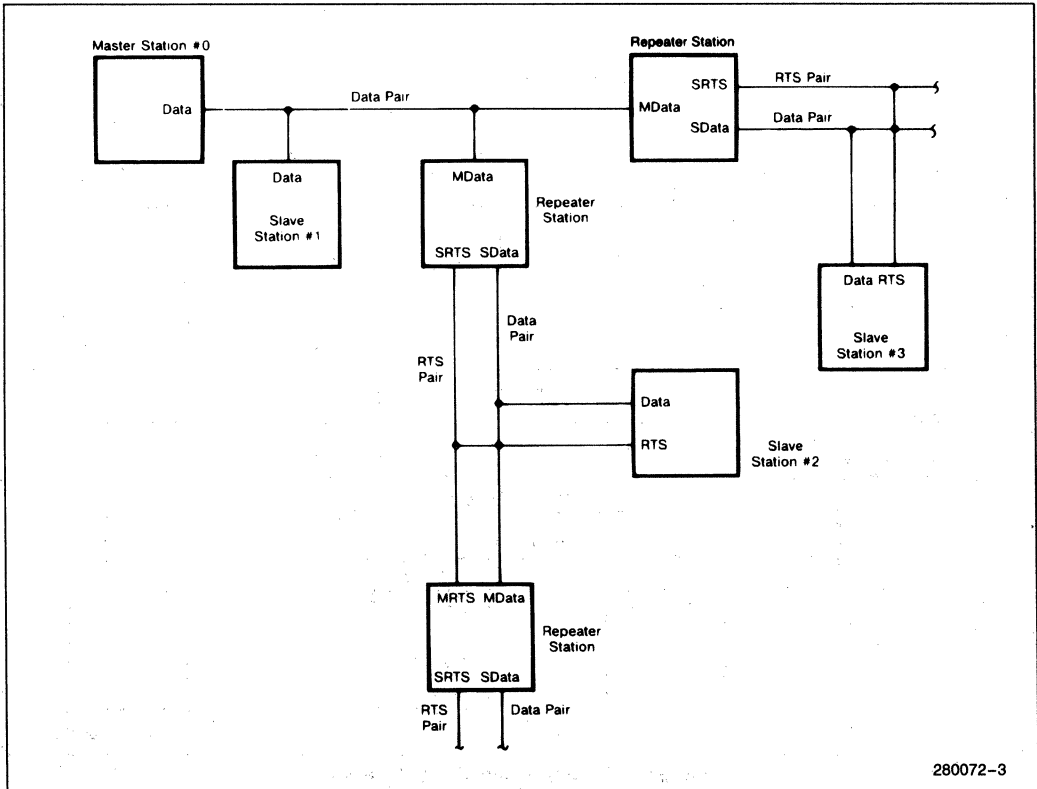 Master Station #0
Data
Data Pair
Repeater Station
SRTS
MData
SData
RTS Pair
Data Pair
Data
Slave
Station #1
MData
SRTS SData
Repeater
Station
Data RTS
Slave
Station #3
Data
Pair
RTS
Pair
Data
RTS
Slave
Station #2
MRTS MData
SRTS SData
Repeater
Station
RTS
Pair
Data Pair
280072-3